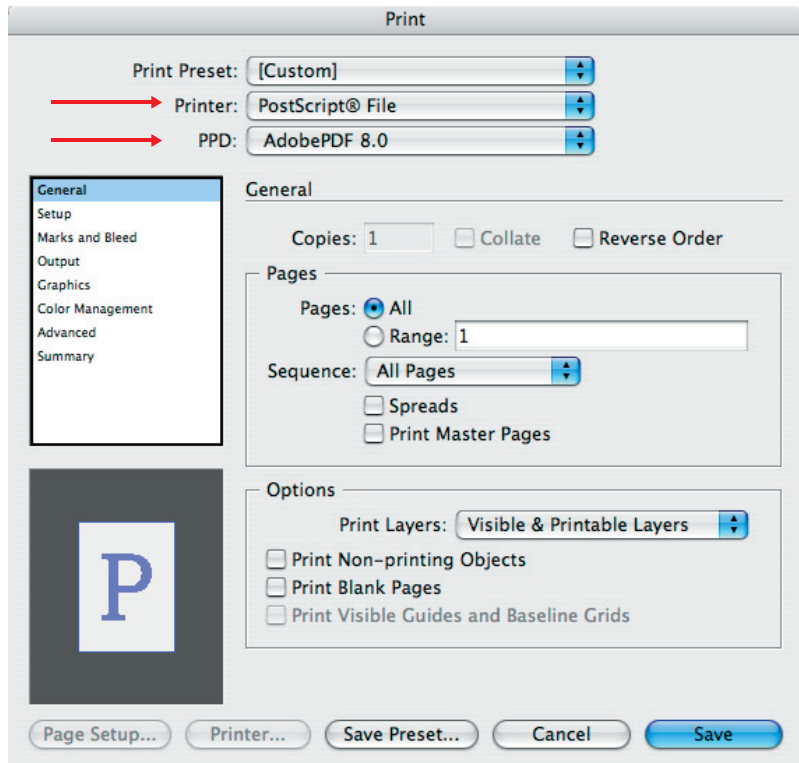 Print
Print Preset: [Custom]
Printer: PostScript® File
PPD: AdobePDF 8.0
General
Setup
Marks and Bleed
Output
Graphics
Color Management
Advanced
Summary
General
Copies: 1 Collate Reverse Order
Pages
Pages: All
Range: 1
Sequence: All Pages
Spreads
Print Master Pages
P
Options
Print Layers: Visible & Printable Layers
Print Non-printing Objects
Print Blank Pages
Print Visible Guides and Baseline Grids
Page Setup... Printer... Save Preset... Cancel Save